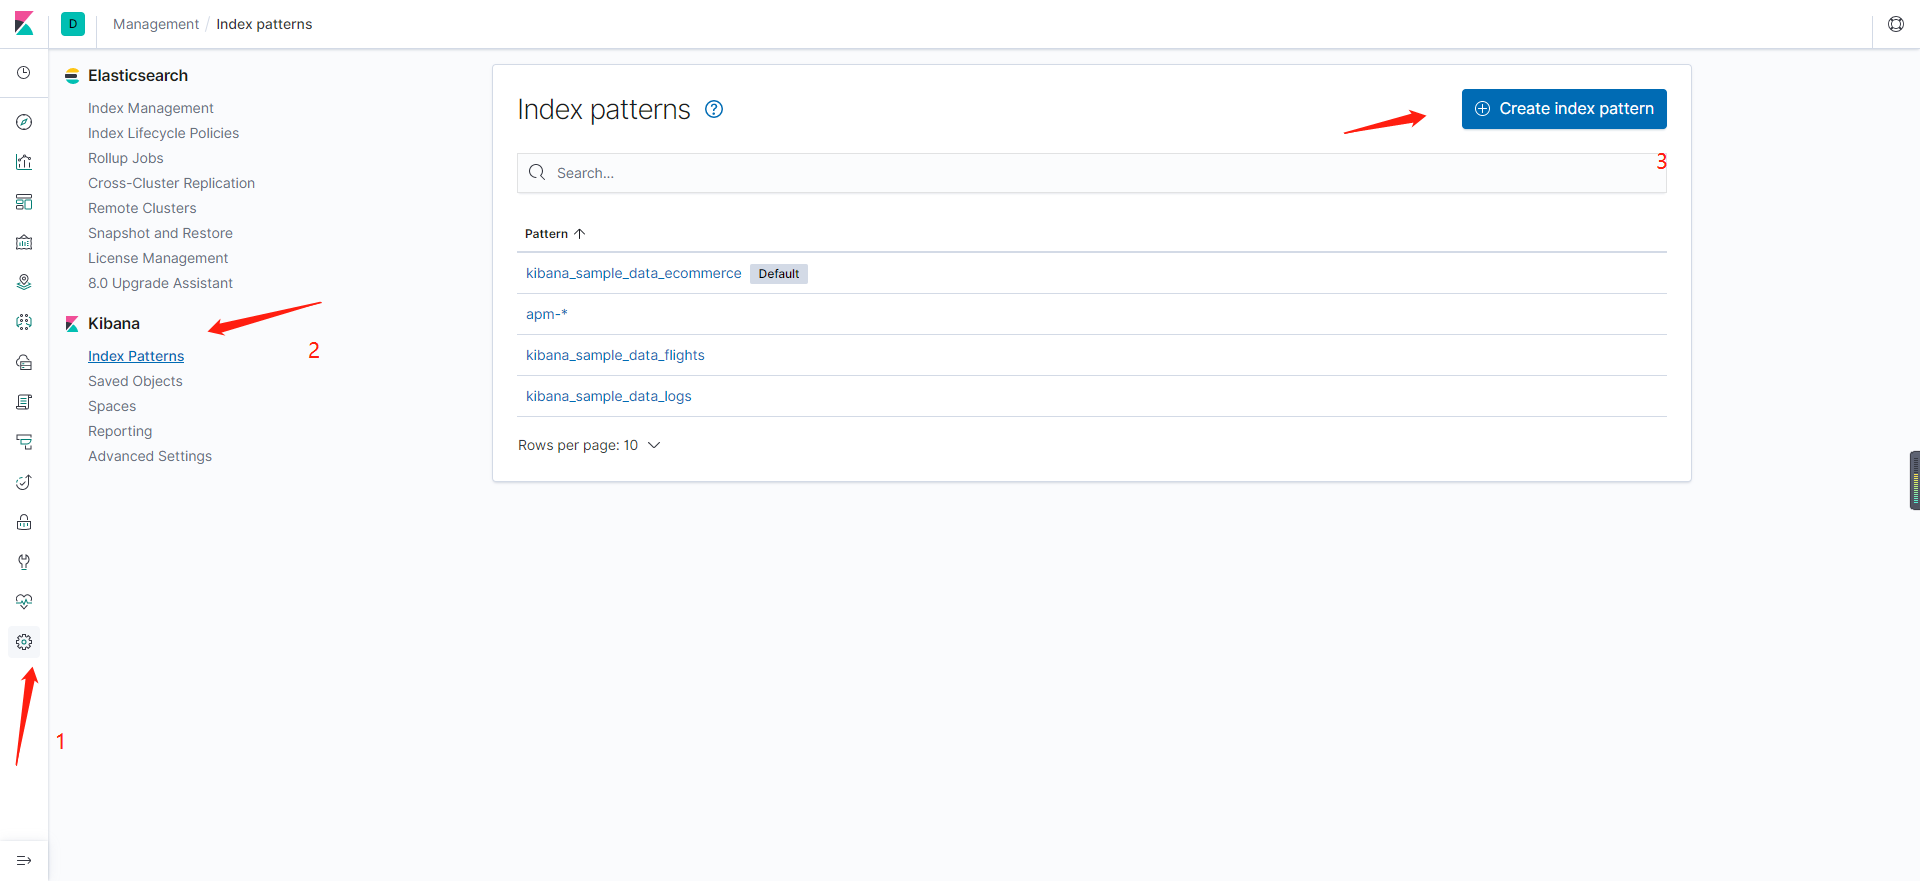 D
Management / Index patterns
Elasticsearch
Index Management
Index Lifecycle Policies
Rollup Jobs
Cross-Cluster Replication
Remote Clusters
Snapshot and Restore
License Management
8.0 Upgrade Assistant
Kibana
2
Index Patterns
Saved Objects
Spaces
Reporting
Advanced Settings
1
Index patterns ?
Create index pattern
3
Search...
Pattern
kibana_sample_data_ecommerce Default
apm-*
kibana_sample_data_flights
kibana_sample_data_logs
Rows per page: 10